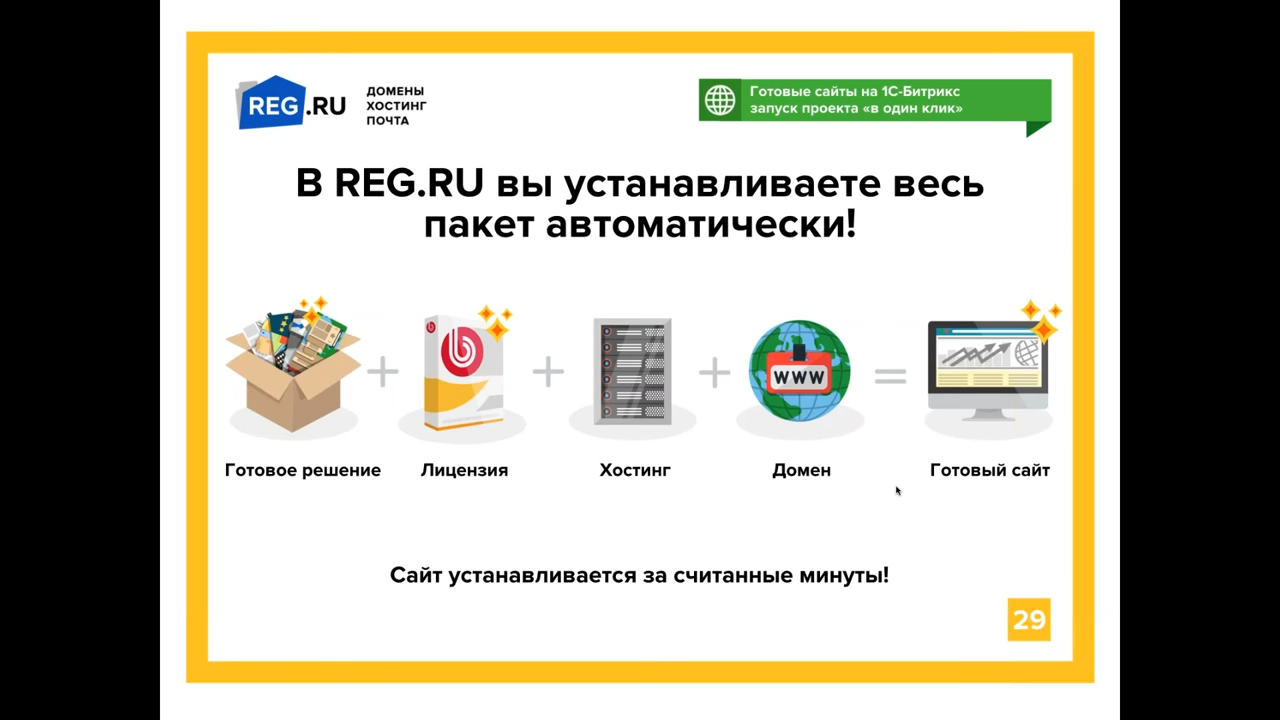 REG.RU
ДОМЕНЫ
ХОСТИНГ
ПОЧТА
Готовые сайты на 1С-Битрикс
запуск проекта «в один клик»
В REG.RU вы устанавливаете весь
пакет автоматически!
WWW
Готовое решение
Лицензия
Хостинг
Домен
Готовый сайт
Сайт устанавливается за считанные минуты!
29